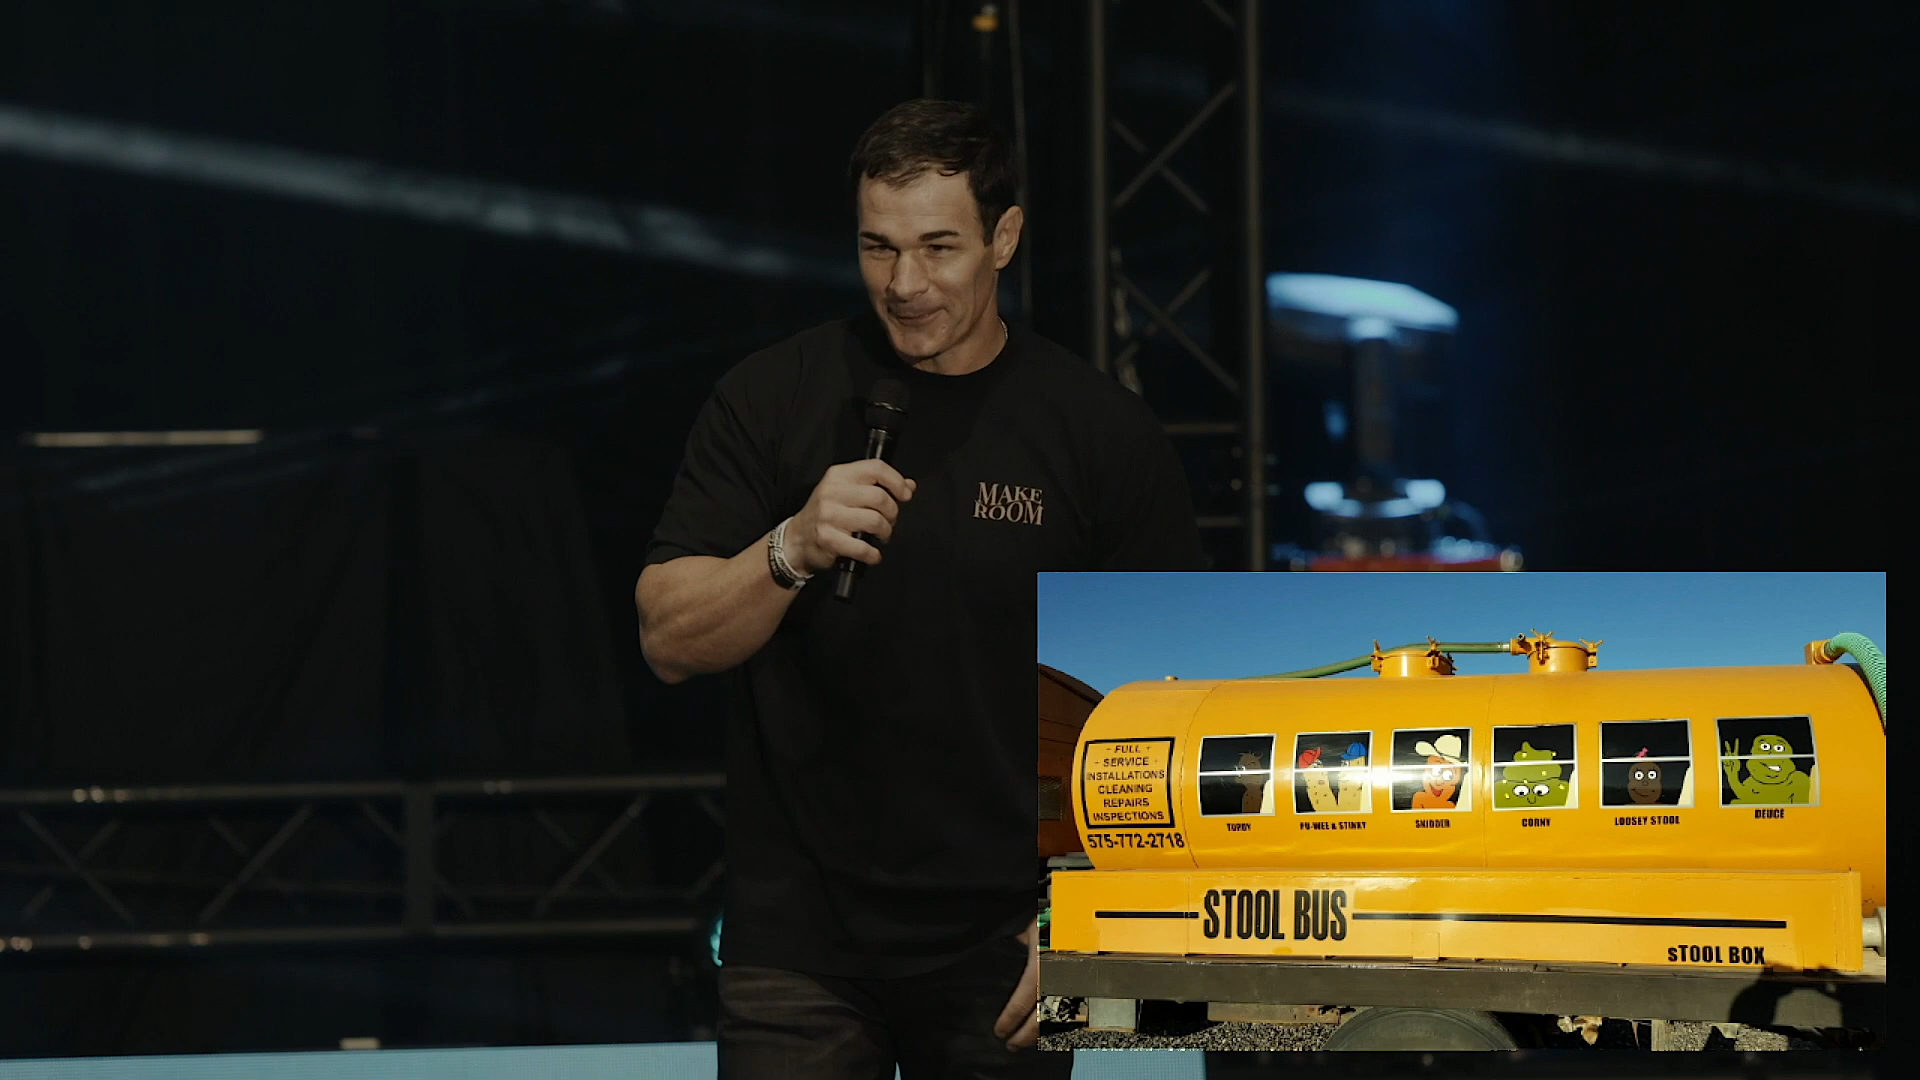 MAKE
ROOM
- FULL -
- SERVICE -
INSTALLATIONS
CLEANING
REPAIRS
INSPECTIONS
575-772-2718
TURDY
PU-WEE & STINKY
SKIDDER
CORNY
LOOSEY STOOL
DEUCE
STOOL BUS
sTOOL BOX